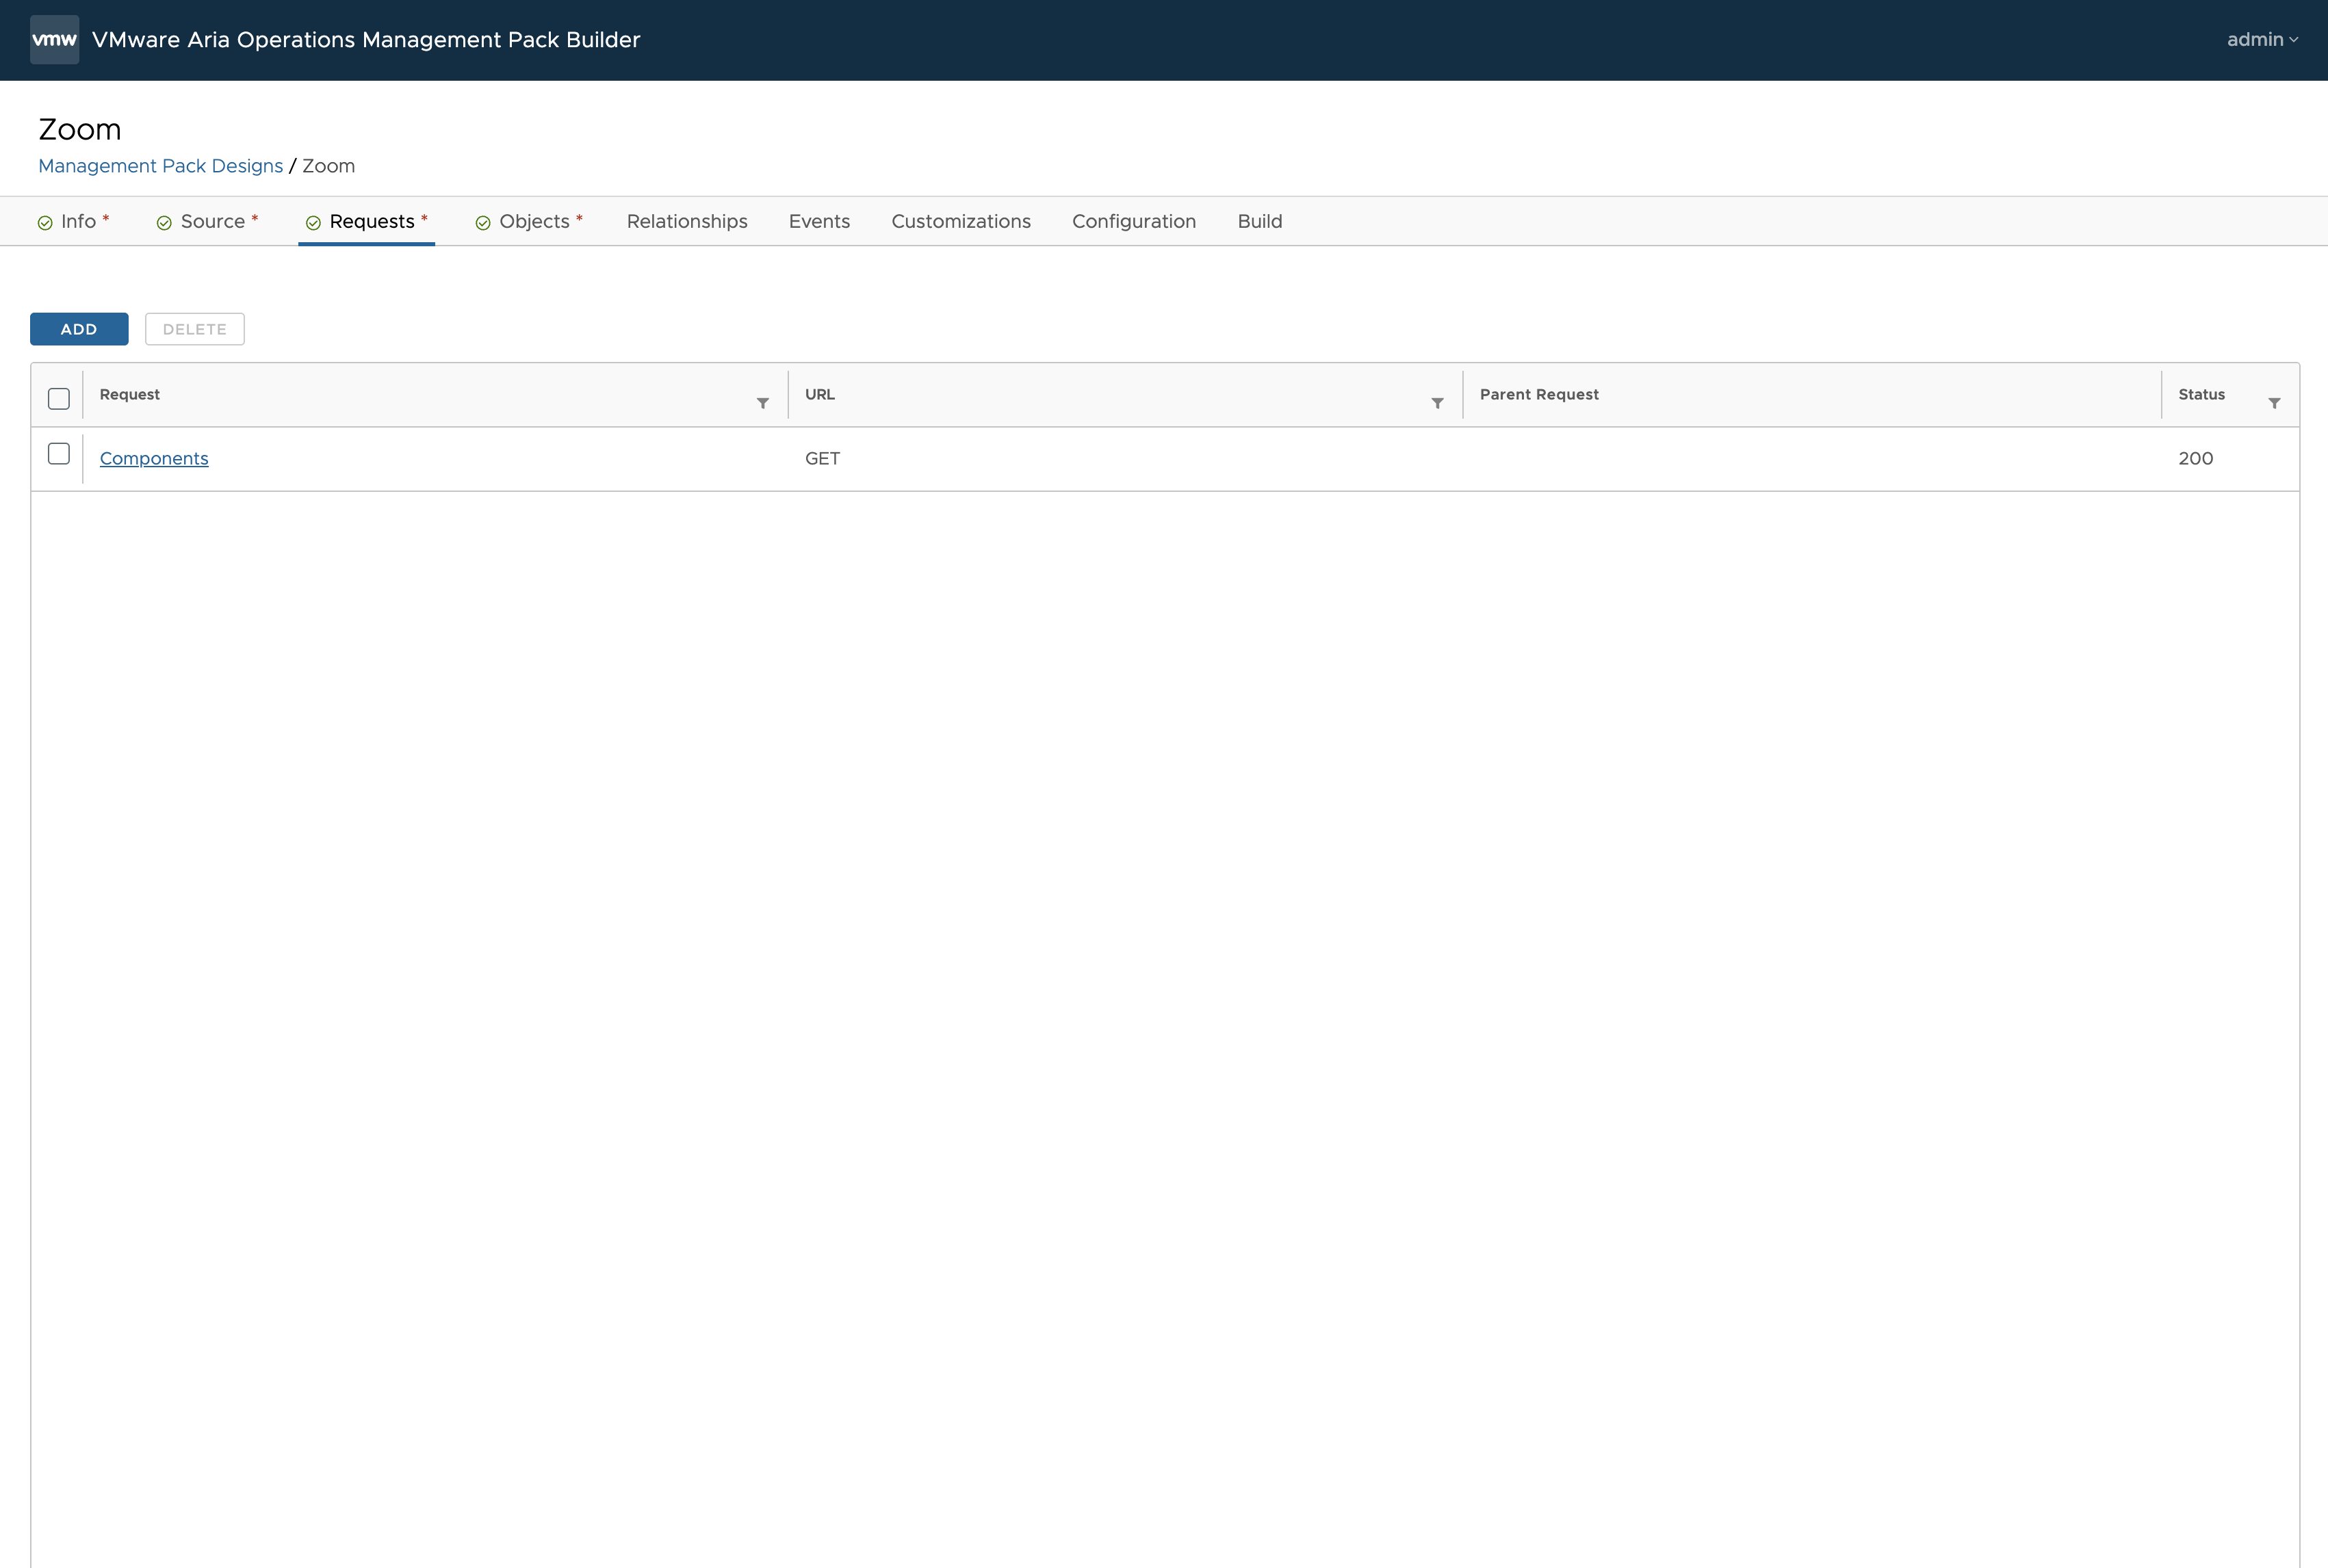 vmw VMware Aria Operations Management Pack Builder admin
Zoom
Management Pack Designs / Zoom
Info * Source * Requests * Objects * Relationships Events Customizations Configuration Build
ADD DELETE
Request URL Parent Request Status
Components GET 200